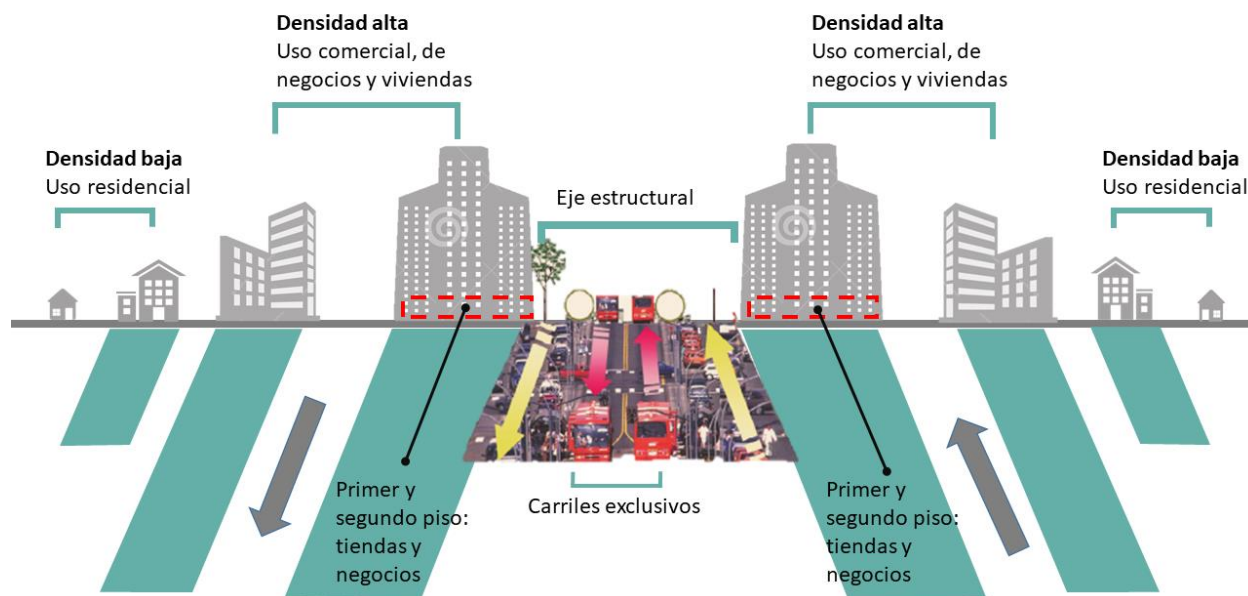 Densidad alta
Uso comercial, de
negocios y viviendas
Densidad alta
Uso comercial, de
negocios y viviendas
Densidad baja
Uso residencial
Eje estructural
Densidad baja
Uso residencial
Primer y
segundo piso:
tiendas y
negocios
Carriles exclusivos
Primer y
segundo piso:
tiendas y
negocios